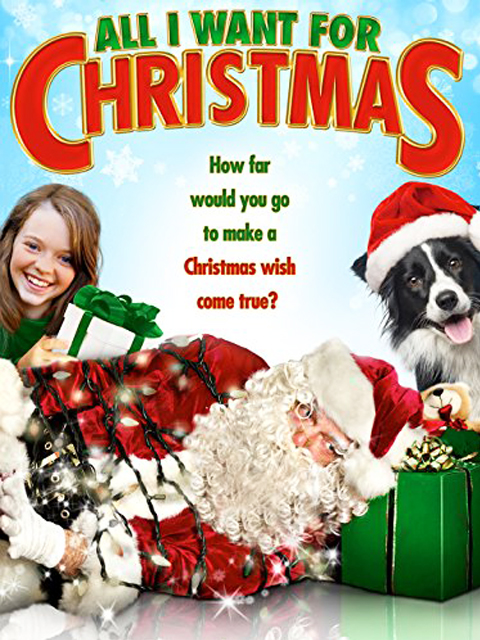 ALL I WANT FOR
CHRISTMAS
How far
would you go
to make a
Christmas wish
come true?